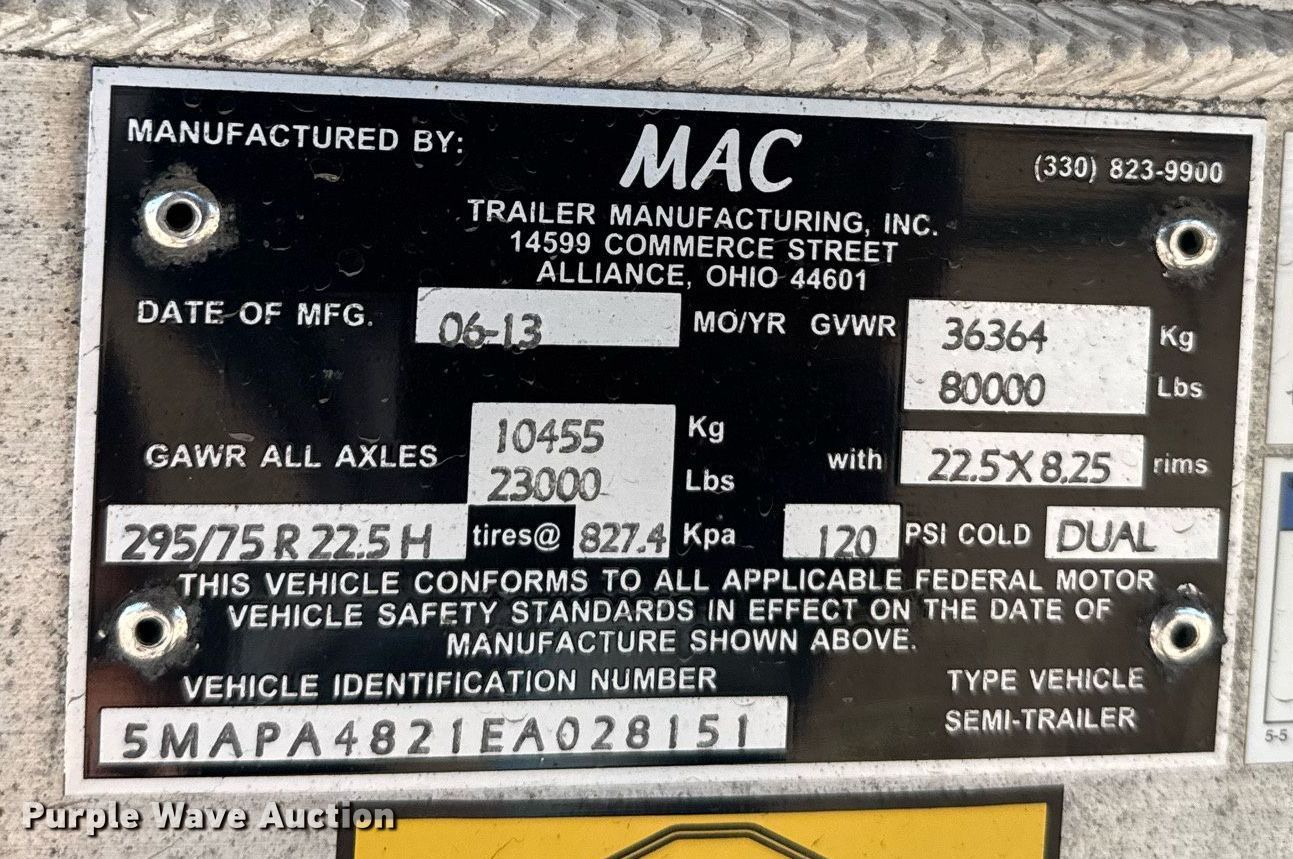 MANUFACTURED BY:
MAC
(330) 823-9900
TRAILER MANUFACTURING, INC.
14599 COMMERCE STREET
ALLIANCE, OHIO 44601
DATE OF MFG. 06-13 MO/YR GVWR 36364 Kg
80000 Lbs
GAWR ALL AXLES 10455 Kg
23000 Lbs
with 22.5 X 8.25 rims
295/75 R 22.5 H tires@ 827.4 Kpa 120 PSI COLD DUAL
THIS VEHICLE CONFORMS TO ALL APPLICABLE FEDERAL MOTOR
VEHICLE SAFETY STANDARDS IN EFFECT ON THE DATE OF
MANUFACTURE SHOWN ABOVE.
VEHICLE IDENTIFICATION NUMBER
5MAPA4821EA028151
TYPE VEHICLE
SEMI-TRAILER
5-5
Purple Wave Auction